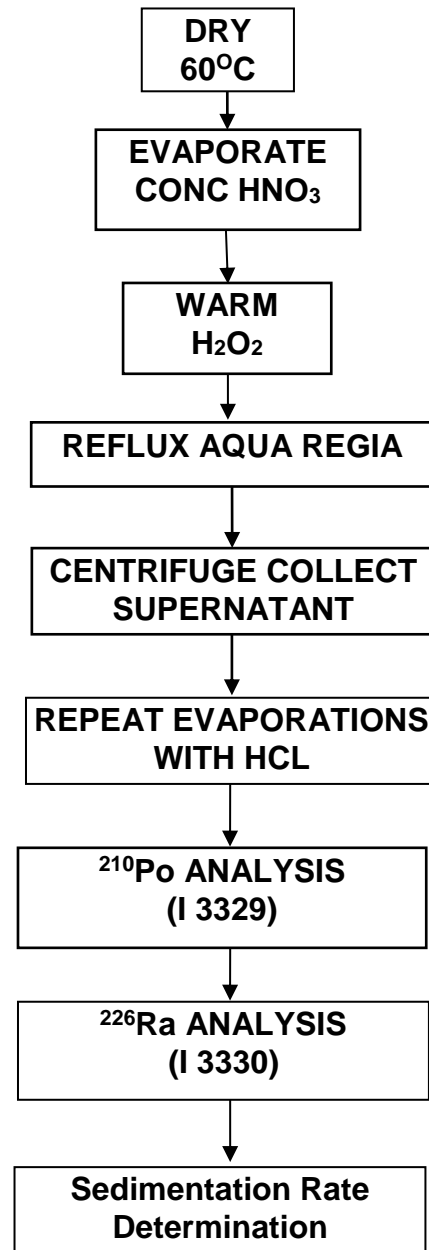 DRY
60ᴼC
EVAPORATE
CONC HNO₃
WARM
H₂O₂
REFLUX AQUA REGIA
CENTRIFUGE COLLECT
SUPERNATANT
REPEAT EVAPORATIONS
WITH HCL
²¹⁰Po ANALYSIS
(I 3329)
²²⁶Ra ANALYSIS
(I 3330)
Sedimentation Rate
Determination